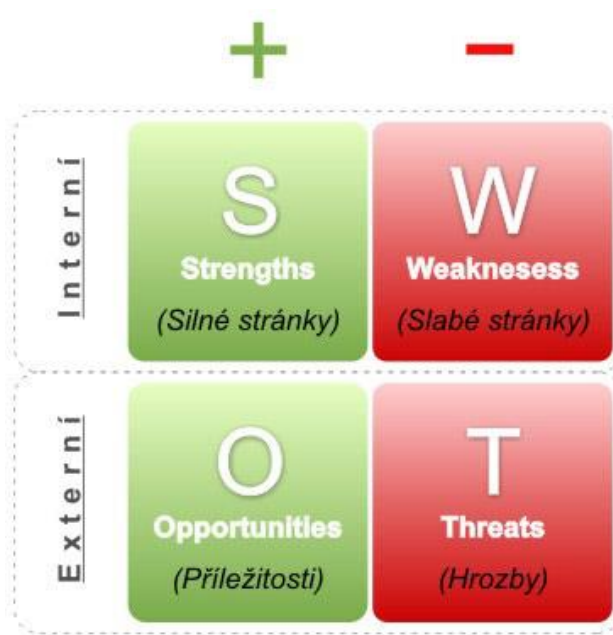 + −
Interní
S
Strengths
(Silné stránky)
W
Weaknesess
(Slabé stránky)
Externí
O
Opportunities
(Příležitosti)
T
Threats
(Hrozby)